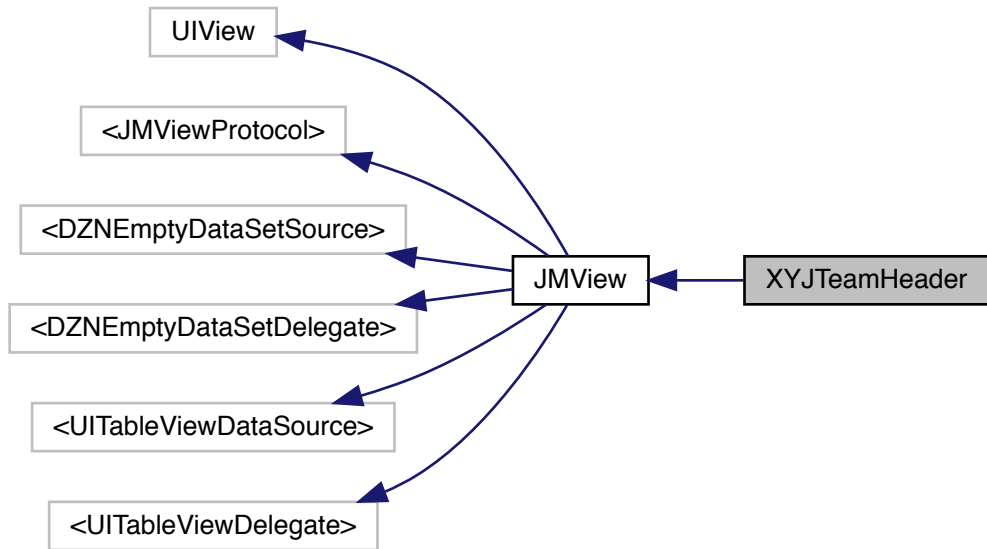 UIView
<JMViewProtocol>
<DZNEmptyDataSetSource>
<DZNEmptyDataSetDelegate>
<UITableViewDataSource>
<UITableViewDelegate>
JMView
XYJTeamHeader